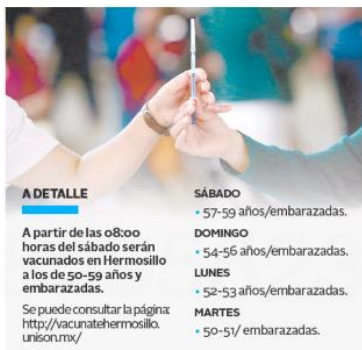 A DETALLE
A partir de las 08:00
horas del sábado serán
vacunados en Hermosillo
a los de 50-59 años y
embarazadas.
Se puede consultar la página:
http://vacunatehermosillo.
unison.mx/
SÁBADO
• 57-59 años/embarazadas.
DOMINGO
• 54-56 años/embarazadas.
LUNES
• 52-53 años/embarazadas.
MARTES
• 50-51/ embarazadas.